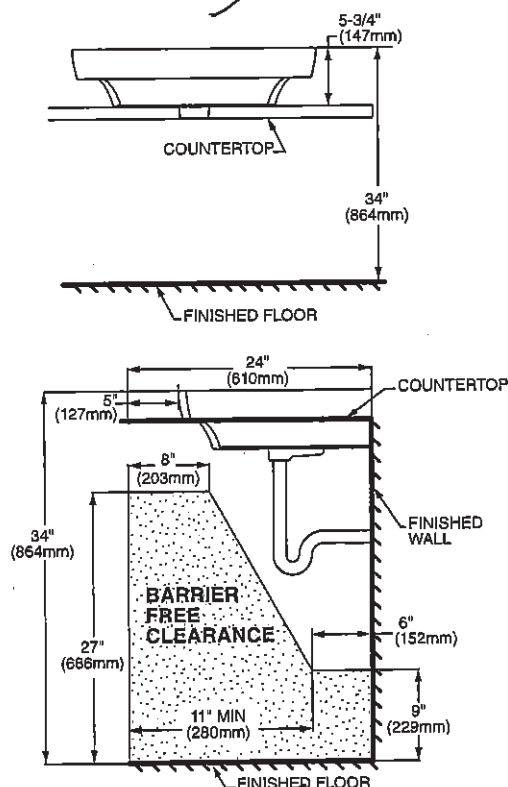 5-3/4"
(147mm)
COUNTERTOP
34"
(864mm)
FINISHED FLOOR
24"
(610mm)
COUNTERTOP
5"
(127mm)
8"
(203mm)
34"
(864mm)
FINISHED
WALL
BARRIER
FREE
CLEARANCE
6"
(152mm)
27"
(686mm)
11" MIN
(280mm)
9"
(229mm)
FINISHED FLOOR